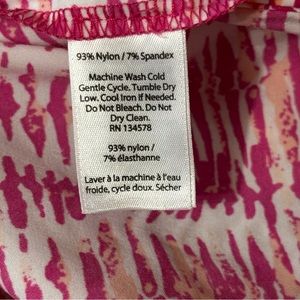 93% Nylon / 7% Spandex
Machine Wash Cold
Gentle Cycle. Tumble Dry
Low. Cool Iron if Needed.
Do Not Bleach. Do Not
Dry Clean.
RN 134578
93% nylon /
7% élasthanne
Laver à la machine à l'eau
froide, cycle doux. Sécher